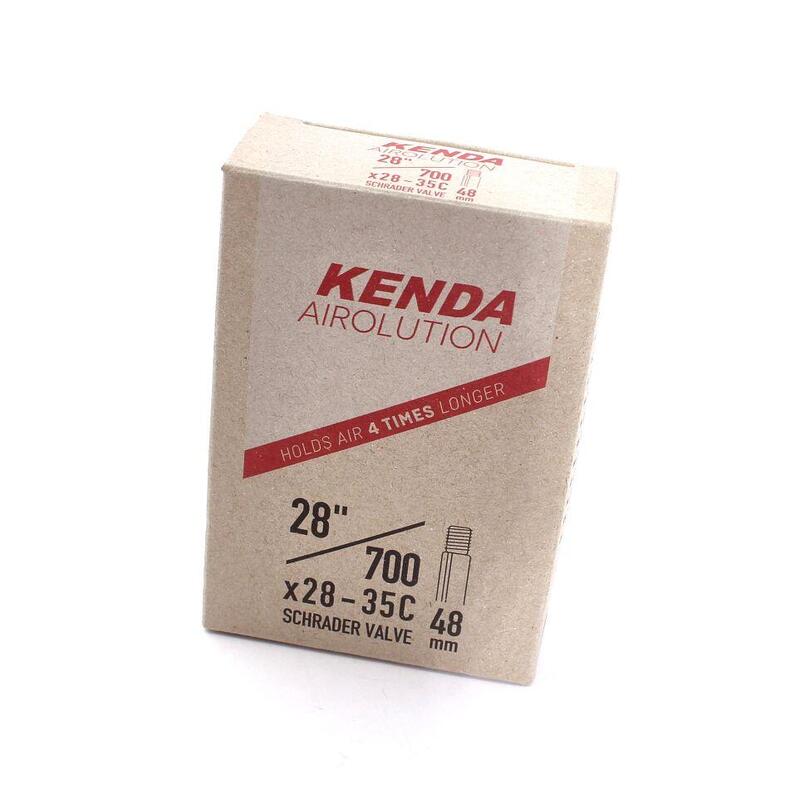 KENDA
AIROLUTION
28"
700
x28-35C
SCHRADER VALVE
48
mm
KENDA
AIROLUTION
HOLDS AIR 4 TIMES LONGER
28"
700
x28-35C
SCHRADER VALVE
48
mm